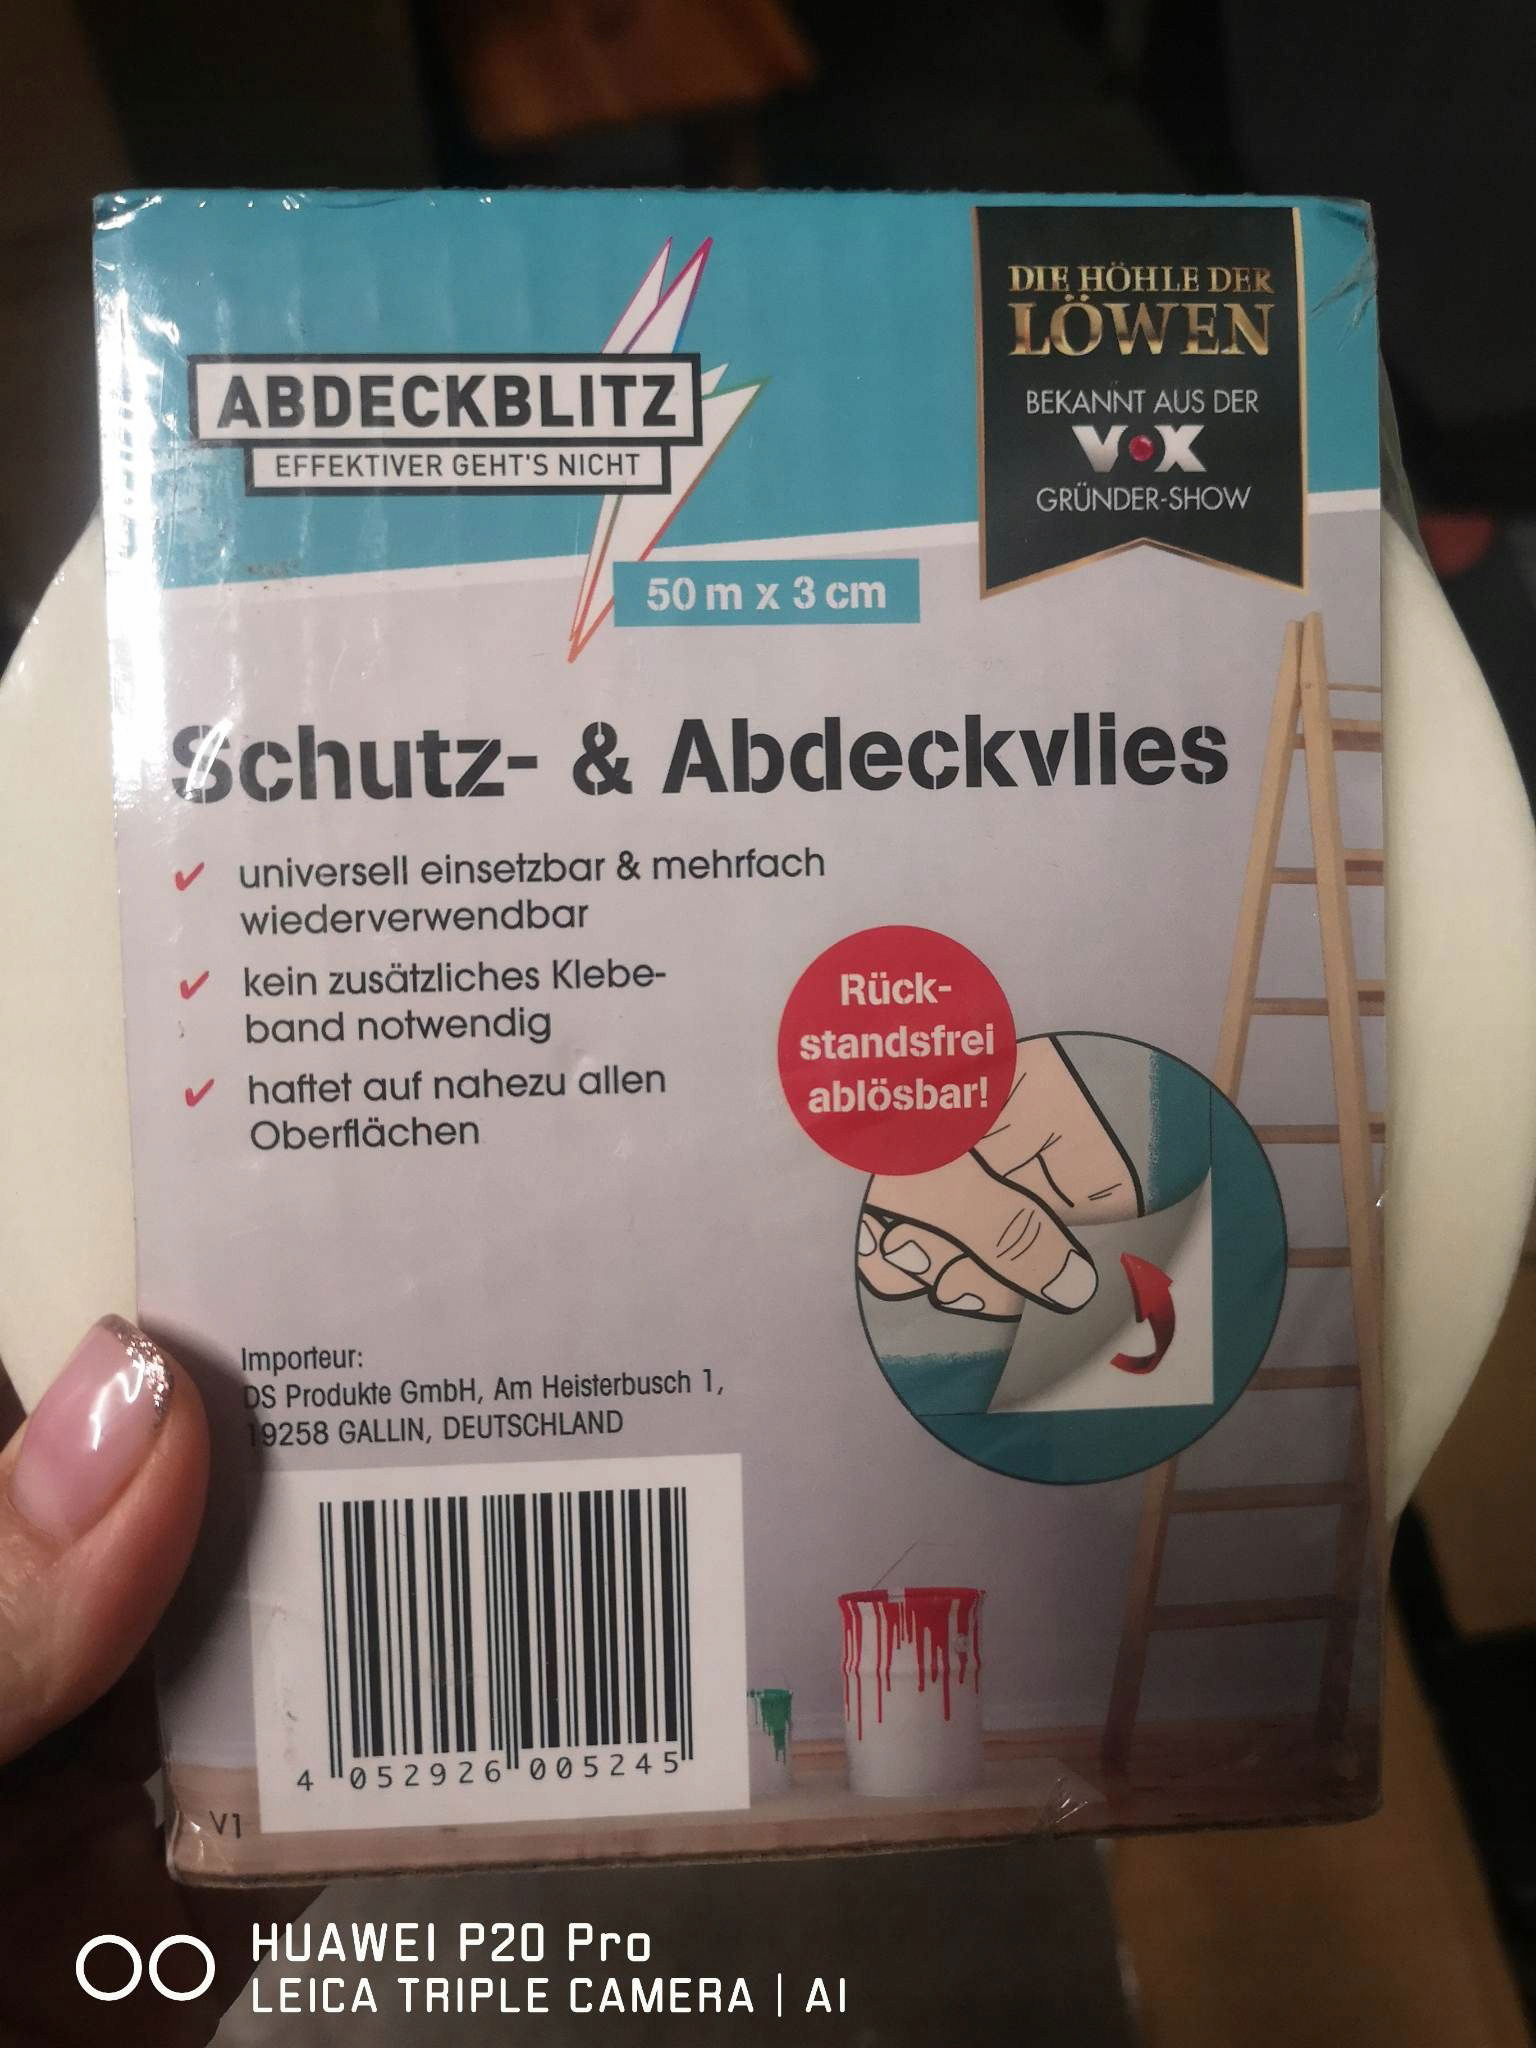 DIE HÖHLE DER
LÖWEN
BEKANNT AUS DER
VOX
GRÜNDER-SHOW
ABDECKBLITZ
EFFEKTIVER GEHT'S NICHT
50 m x 3 cm
Schutz- & Abdeckvlies
universell einsetzbar & mehrfach
wiederverwendbar
kein zusätzliches Klebe-
band notwendig
haftet auf nahezu allen
Oberflächen
Rück-
standsfrei
ablösbar!
Importeur:
DS Produkte GmbH, Am Heisterbusch 1,
19258 GALLIN, DEUTSCHLAND
4 052926 005245
V1
HUAWEI P20 Pro
LEICA TRIPLE CAMERA | AI